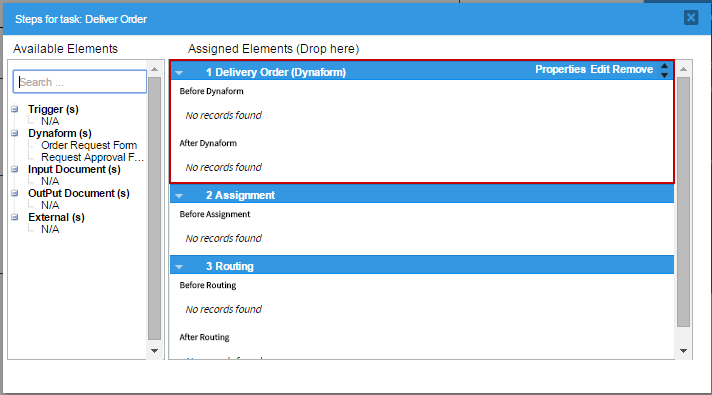 Steps for task: Deliver Order
Available Elements
Assigned Elements (Drop here)
Search ...
Trigger (s)
N/A
Dynaform (s)
Order Request Form
Request Approval F...
Input Document (s)
N/A
OutPut Document (s)
N/A
External (s)
N/A
1 Delivery Order (Dynaform)
Properties Edit Remove
Before Dynaform
No records found
After Dynaform
No records found
2 Assignment
Before Assignment
No records found
3 Routing
Before Routing
No records found
After Routing
No records found